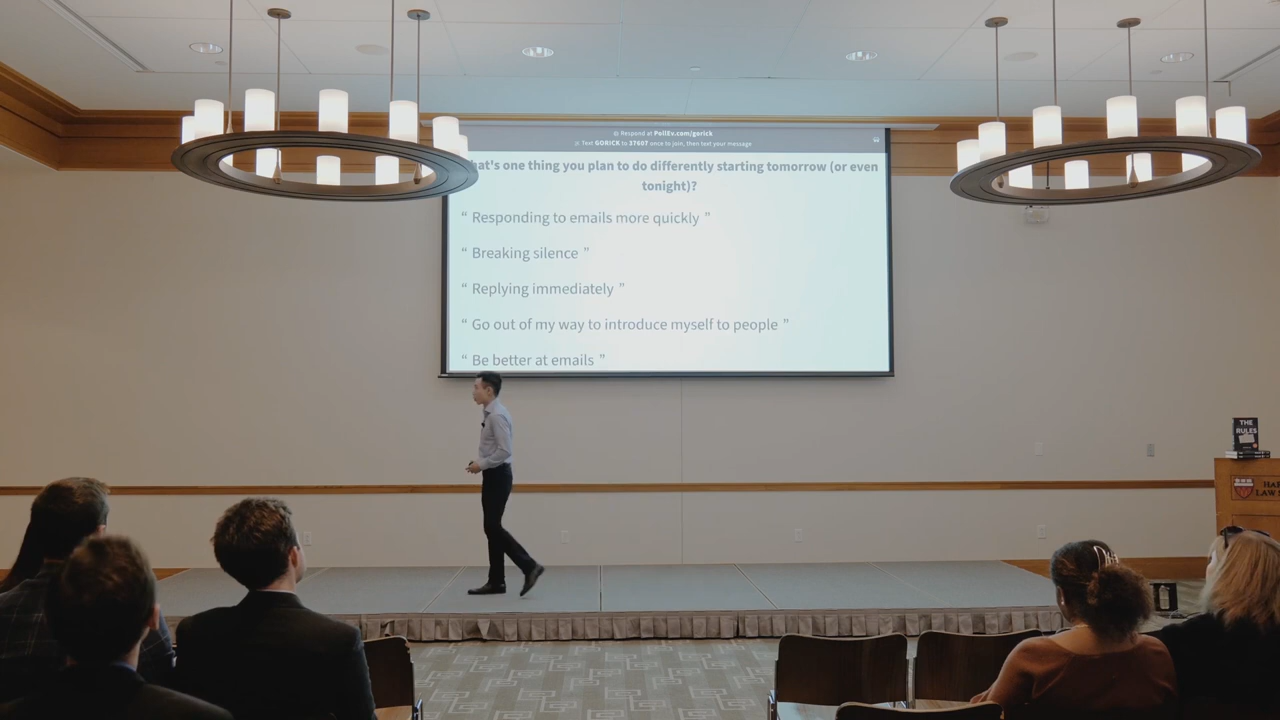 Respond at PollEv.com/gorick
Text GORICK to 37607 once to join, then text your message
hat's one thing you plan to do differently starting tomorrow (or even
tonight)?
“ Responding to emails more quickly ”
“ Breaking silence ”
“ Replying immediately ”
“ Go out of my way to introduce myself to people ”
“ Be better at emails ”
THE
RULES
HAR
LAW S